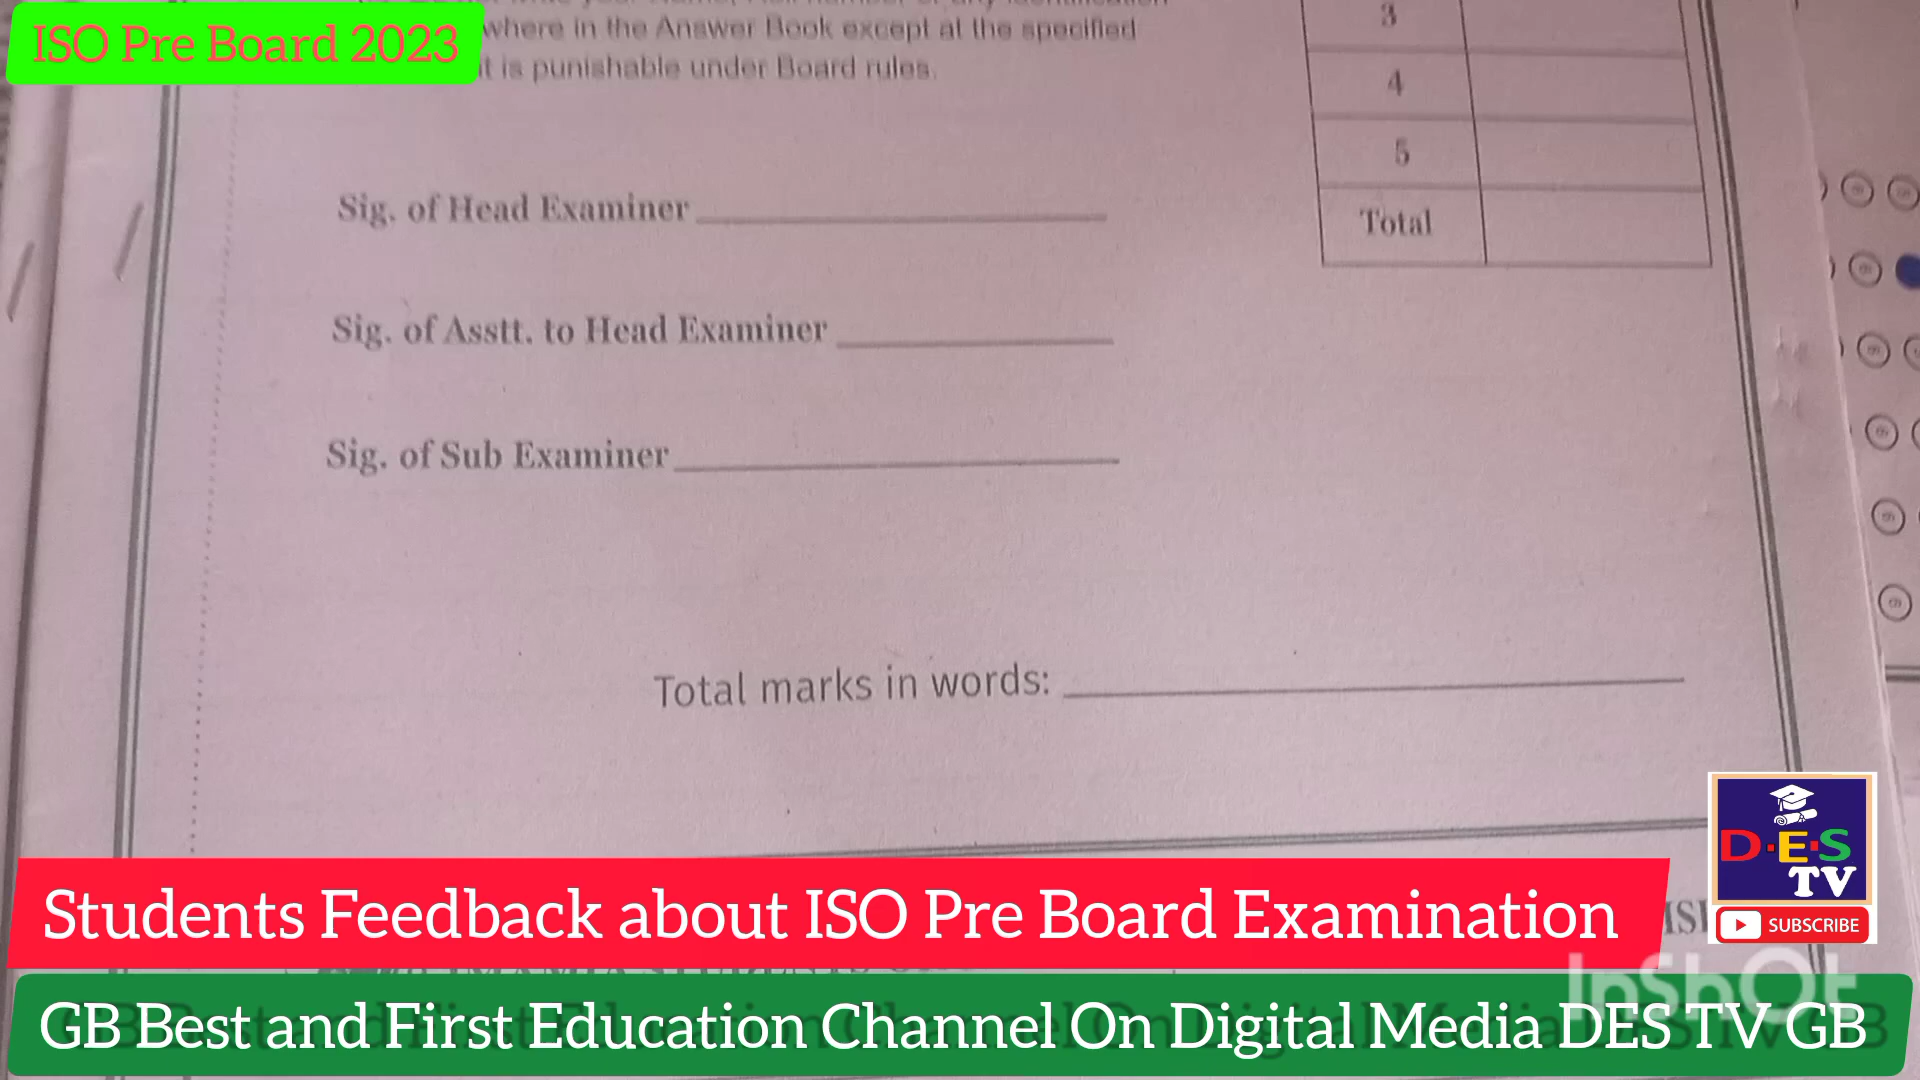 ISO Pre Board 2023
where in the Answer Book except at the specified
it is punishable under Board rules.
3
4
5
Total
Sig. of Head Examiner
Sig. of Asstt. to Head Examiner
Sig. of Sub Examiner
Total marks in words:
D.E.S
TV
SUBSCRIBE
Students Feedback about ISO Pre Board Examination
InShOt
GB Best and First Education Channel On Digital Media DES TV GB